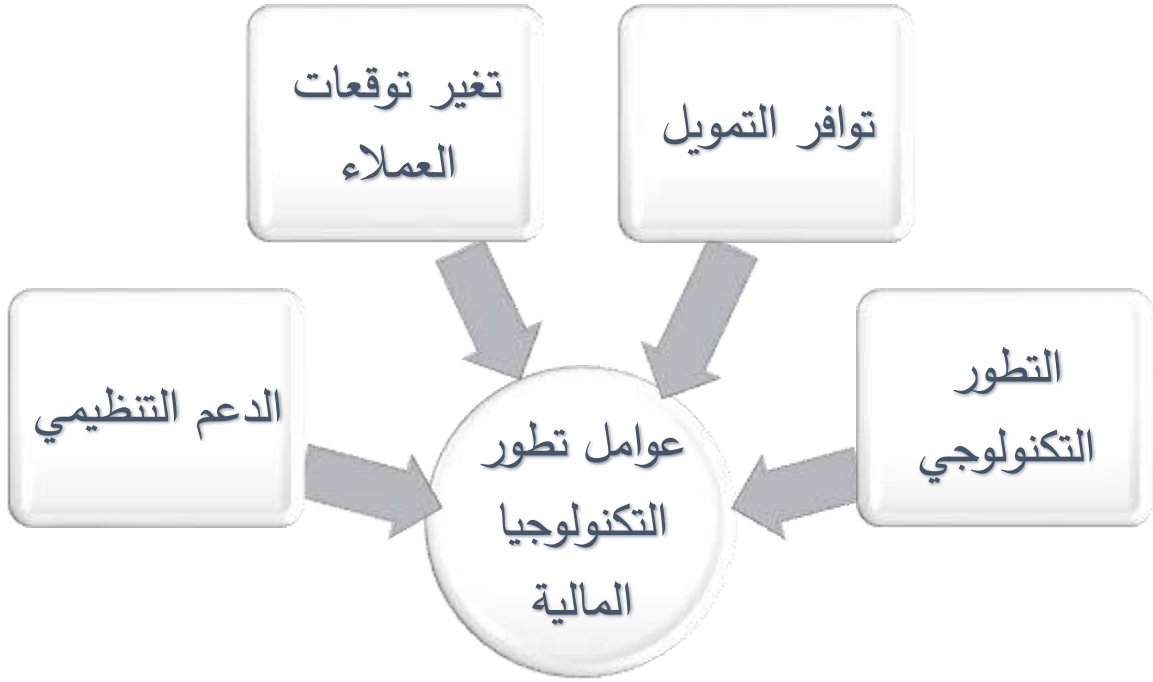 توافر التمويل
تغير توقعات
العملاء
التطور
التكنولوجي
الدعم التنظيمي
عوامل تطور
التكنولوجيا
المالية